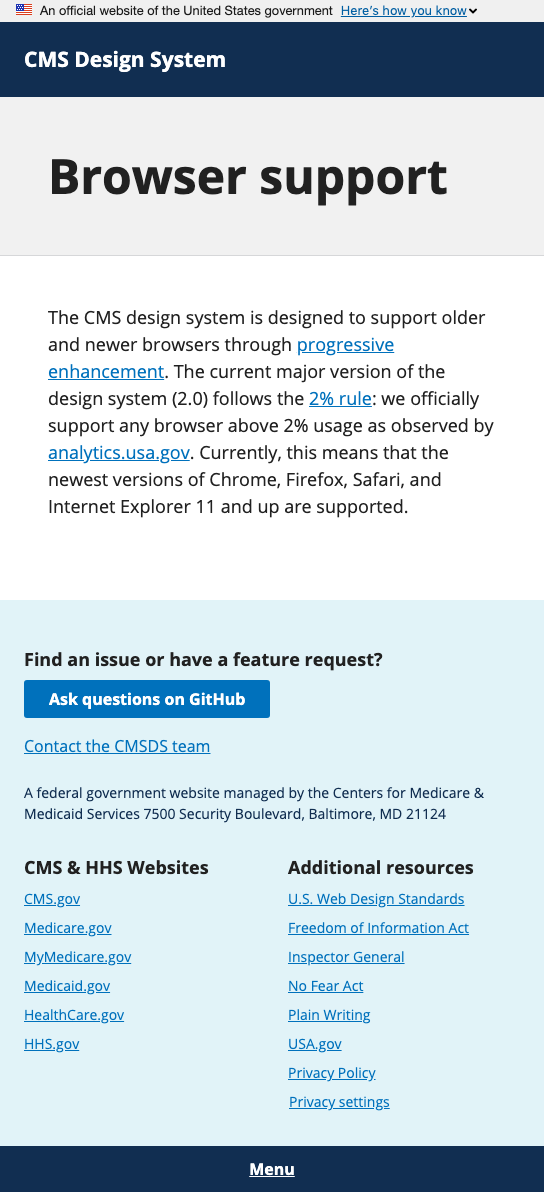 An official website of the United States government Here's how you know
CMS Design System
Browser support
The CMS design system is designed to support older
and newer browsers through progressive
enhancement. The current major version of the
design system (2.0) follows the 2% rule: we officially
support any browser above 2% usage as observed by
analytics.usa.gov. Currently, this means that the
newest versions of Chrome, Firefox, Safari, and
Internet Explorer 11 and up are supported.
Find an issue or have a feature request?
Ask questions on GitHub
Contact the CMSDS team
A federal government website managed by the Centers for Medicare &
Medicaid Services 7500 Security Boulevard, Baltimore, MD 21124
CMS & HHS Websites
CMS.gov
Medicare.gov
MyMedicare.gov
Medicaid.gov
HealthCare.gov
HHS.gov
Additional resources
U.S. Web Design Standards
Freedom of Information Act
Inspector General
No Fear Act
Plain Writing
USA.gov
Privacy Policy
Privacy settings
Menu